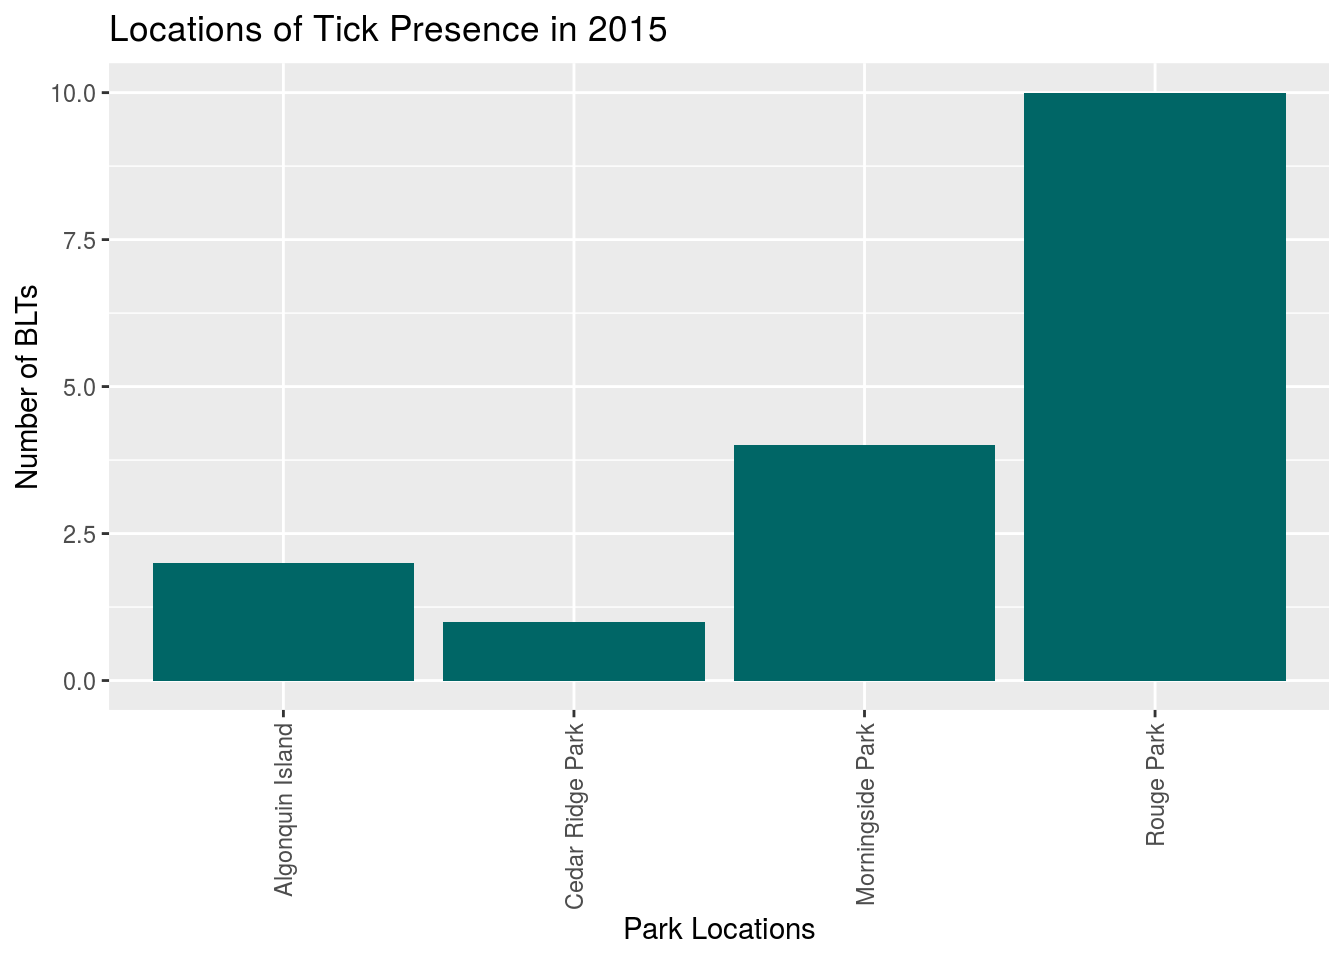 Locations of Tick Presence in 2015
Number of BLTs
10.0
7.5
5.0
2.5
0.0
Algonquin Island
Cedar Ridge Park
Morningside Park
Rouge Park
Park Locations